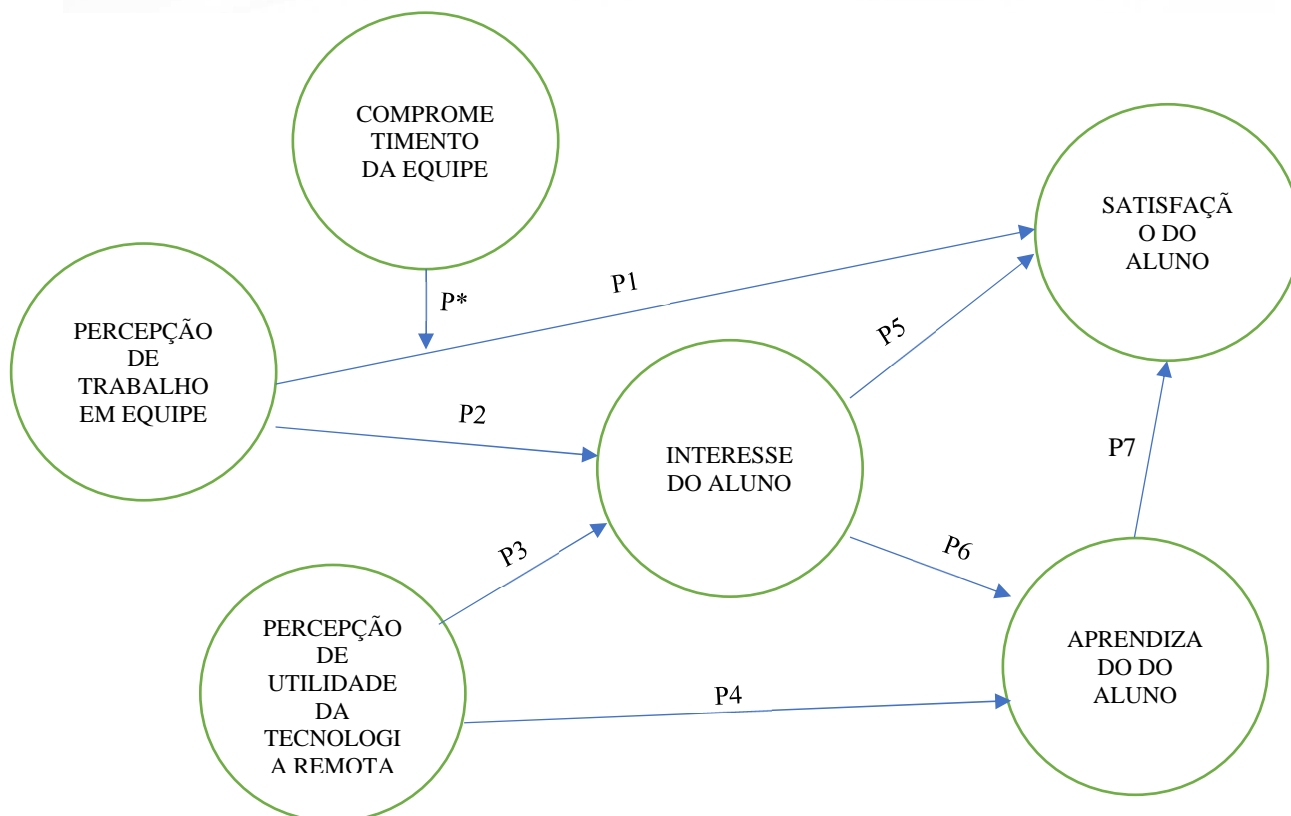 COMPROME
TIMENTO
DA EQUIPE
SATISFAÇÃ
O DO
ALUNO
P1
P*
PERCEPÇÃO
DE
TRABALHO
EM EQUIPE
P5
P2
INTERESSE
DO ALUNO
P7
P3
P6
PERCEPÇÃO
DE
UTILIDADE
DA
TECNOLOGI
A REMOTA
APRENDIZA
DO DO
ALUNO
P4